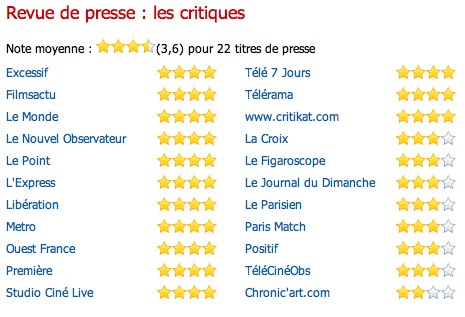 Revue de presse : les critiques
Note moyenne : (3,6) pour 22 titres de presse
Excessif
Filmsactu
Le Monde
Le Nouvel Observateur
Le Point
L'Express
Libération
Metro
Ouest France
Première
Studio Ciné Live
Télé 7 Jours
Télérama
www.critikat.com
La Croix
Le Figaroscope
Le Journal du Dimanche
Le Parisien
Paris Match
Positif
TéléCinéObs
Chronic'art.com